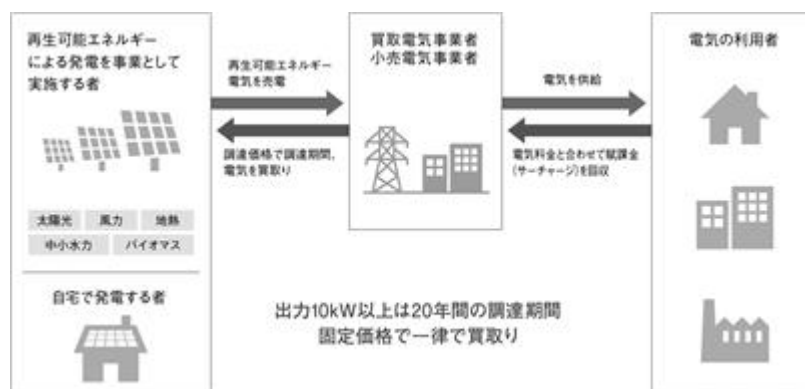 再生可能エネルギー
による発電を事業として
実施する者
太陽光
風力
地熱
中小水力
バイオマス
自宅で発電する者
再生可能エネルギー
電気を売電
調達価格で調達期間、
電気を買取り
買取電気事業者
小売電気事業者
電気を供給
電気料金と合わせて賦課金
(サーチャージ)を回収
電気の利用者
出力10kW以上は20年間の調達期間
固定価格で一律で買取り